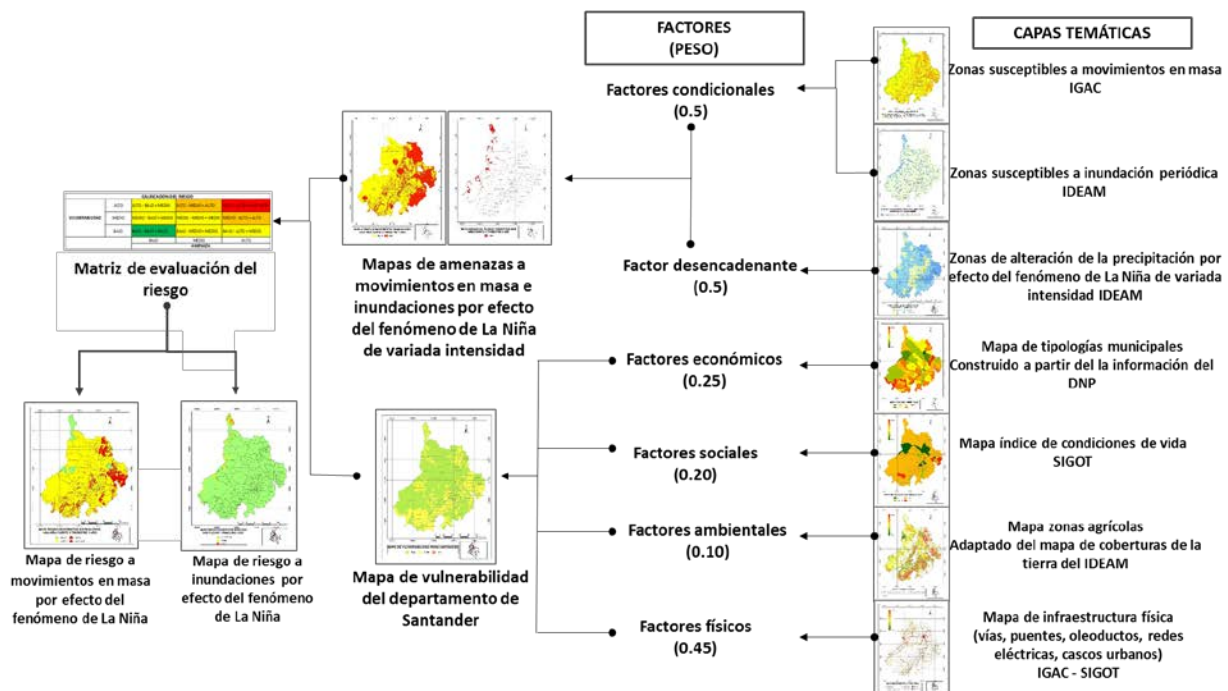 FACTORES
(PESO)
CAPAS TEMÁTICAS
Factores condicionales
(0.5)
Zonas susceptibles a movimientos en masa
IGAC
Zonas susceptibles a inundación periódica
IDEAM
Factor desencadenante
(0.5)
Zonas de alteración de la precipitación por
efecto del fenómeno de La Niña de variada
intensidad IDEAM
Factores económicos
(0.25)
Mapa de tipologías municipales
Construido a partir del la información del
DNP
Factores sociales
(0.20)
Mapa índice de condiciones de vida
SIGOT
Factores ambientales
(0.10)
Mapa zonas agrícolas
Adaptado del mapa de coberturas de la
tierra del IDEAM
Factores físicos
(0.45)
Mapa de infraestructura física
(vías, puentes, oleoductos, redes
eléctricas, cascos urbanos)
IGAC - SIGOT
Mapas de amenazas a
movimientos en masa e
inundaciones por efecto
del fenómeno de La Niña
de variada intensidad
Mapa de vulnerabilidad
del departamento de
Santander
ALTO
MEDIO
BAJO
BAJO
MEDIO
ALTO
Matriz de evaluación del
riesgo
Mapa de riesgo a
movimientos en masa
por efecto del
fenómeno de La Niña
Mapa de riesgo a
inundaciones por
efecto del fenómeno
de La Niña